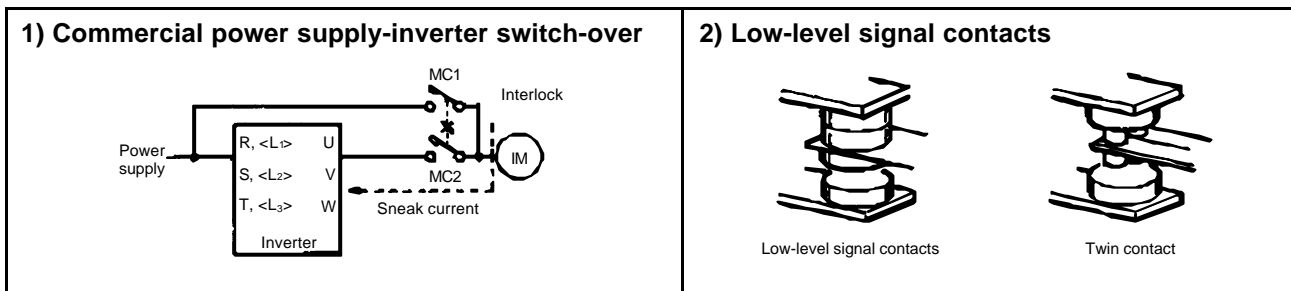 1) Commercial power supply-inverter switch-over
MC1
Interlock
Power
supply
R, <L1> U
S, <L2> V
T, <L3> W
Inverter
MC2
IM
Sneak current
2) Low-level signal contacts
Low-level signal contacts
Twin contact